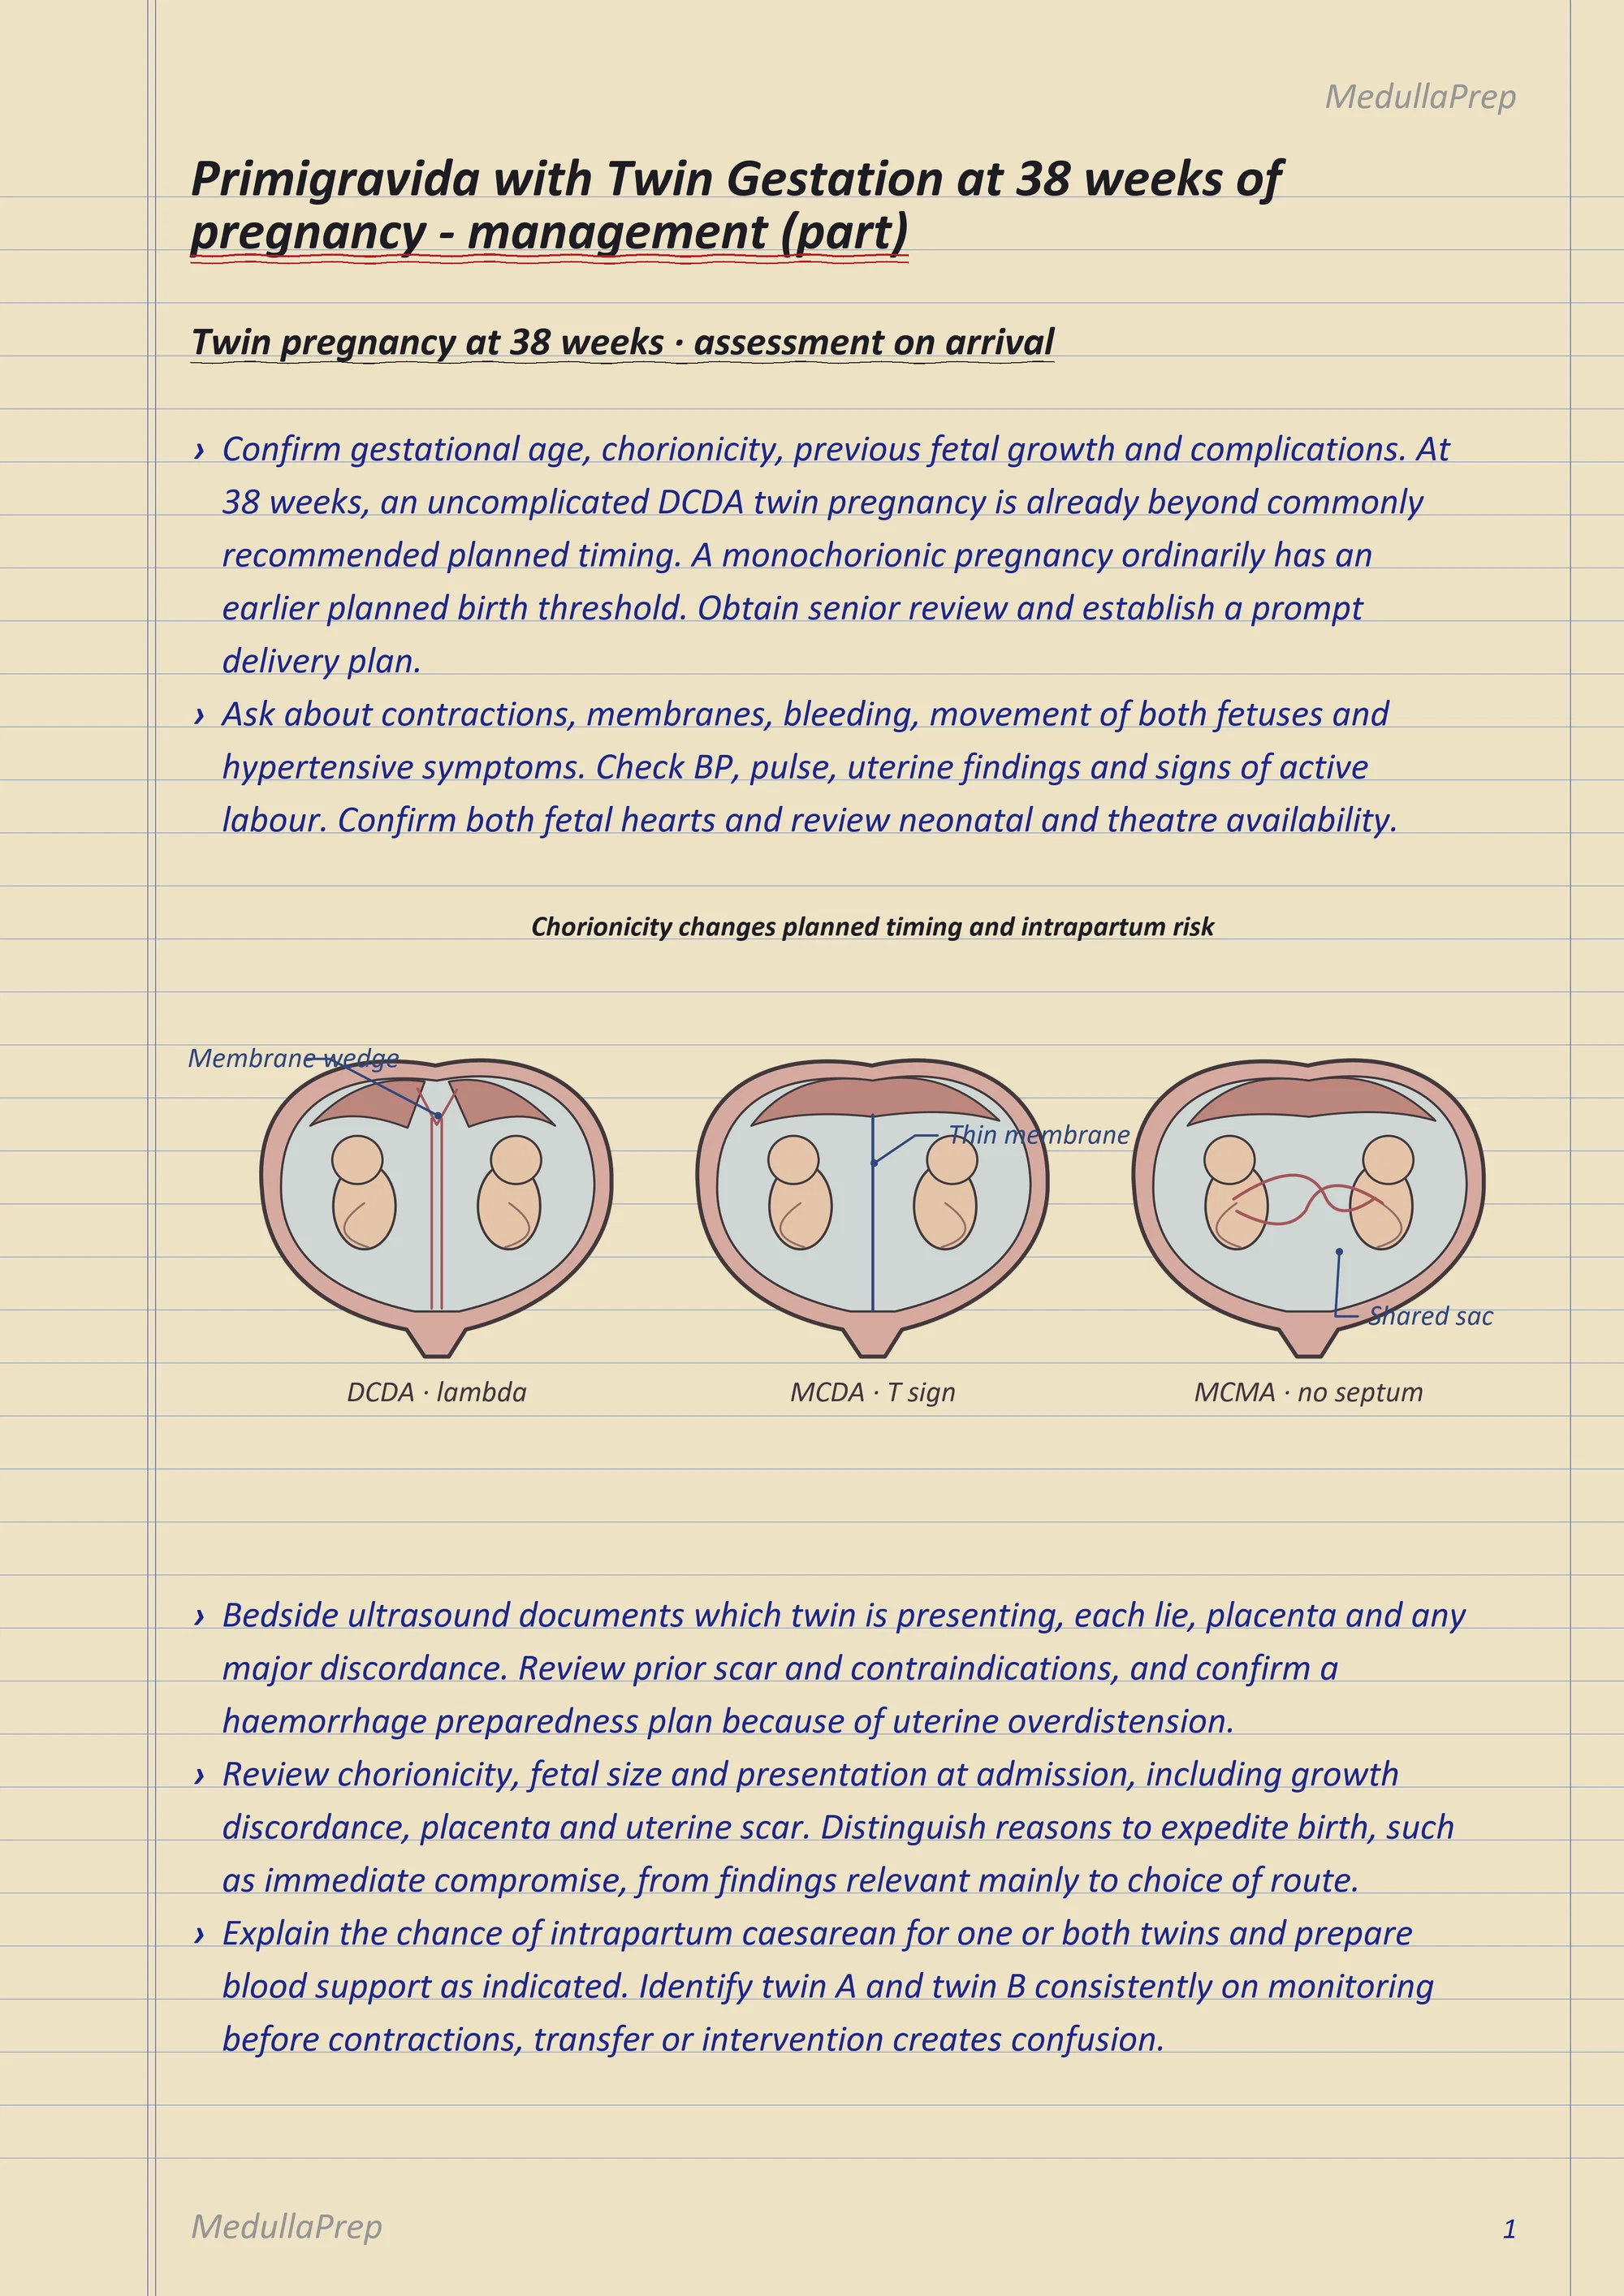 MedullaPrep
Primigravida with Twin Gestation at 38 weeks of
pregnancy - management (part)
Twin pregnancy at 38 weeks · assessment on arrival
› Confirm gestational age, chorionicity, previous fetal growth and complications. At
38 weeks, an uncomplicated DCDA twin pregnancy is already beyond commonly
recommended planned timing. A monochorionic pregnancy ordinarily has an
earlier planned birth threshold. Obtain senior review and establish a prompt
delivery plan.
› Ask about contractions, membranes, bleeding, movement of both fetuses and
hypertensive symptoms. Check BP, pulse, uterine findings and signs of active
labour. Confirm both fetal hearts and review neonatal and theatre availability.
Chorionicity changes planned timing and intrapartum risk
Membrane wedge
Thin membrane
Shared sac
DCDA · lambda
MCDA · T sign
MCMA · no septum
› Bedside ultrasound documents which twin is presenting, each lie, placenta and any
major discordance. Review prior scar and contraindications, and confirm a
haemorrhage preparedness plan because of uterine overdistension.
› Review chorionicity, fetal size and presentation at admission, including growth
discordance, placenta and uterine scar. Distinguish reasons to expedite birth, such
as immediate compromise, from findings relevant mainly to choice of route.
› Explain the chance of intrapartum caesarean for one or both twins and prepare
blood support as indicated. Identify twin A and twin B consistently on monitoring
before contractions, transfer or intervention creates confusion.
MedullaPrep
1